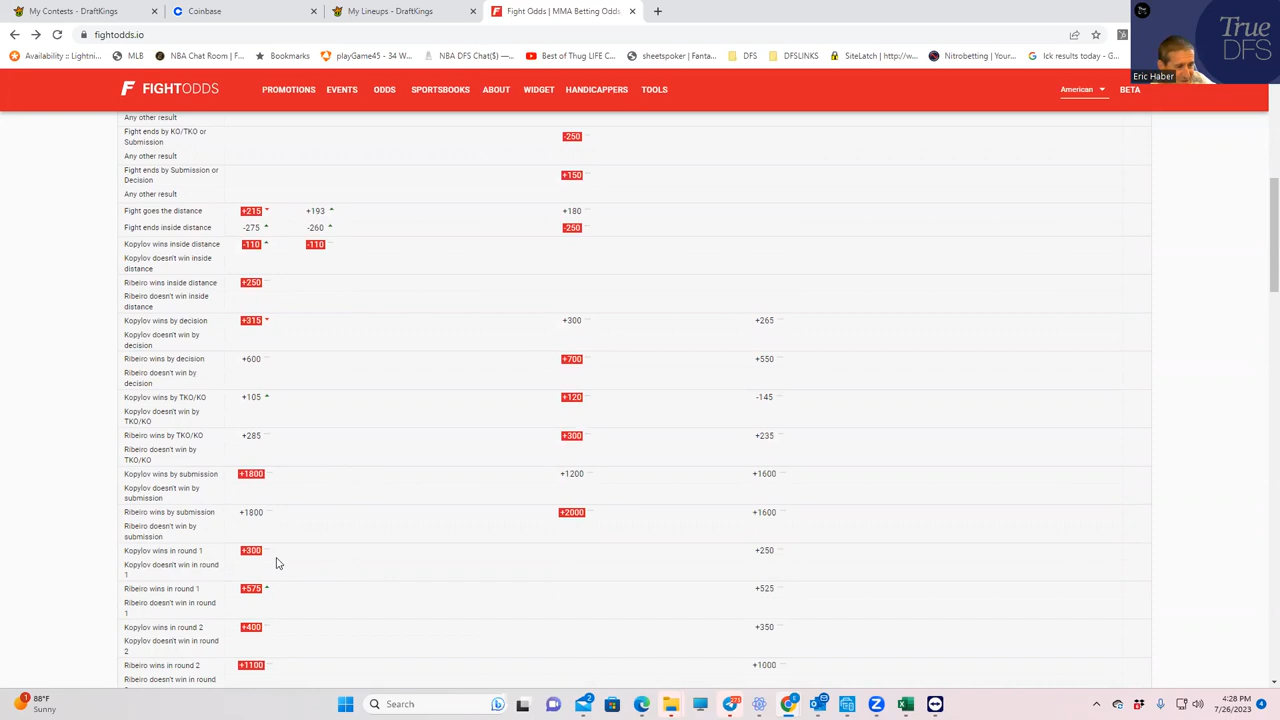 My Contests - DraftKings
Coinbase
My Lineups - DraftKings
Fight Odds | MMA Betting Odds
True
DFS
fightodds.io
Availability :: Lightni...
MLB
NBA Chat Room | F...
Bookmarks
playGame45 - 34 W...
NBA DFS Chat($)---...
Best of Thug LIFE C...
sheetspoker | Fanta...
DFS
DFSLINKS
SiteLatch | http://w...
Nitrobetting | Your...
Ick results today - G...
Eric Haber
FIGHTODDS
PROMOTIONS EVENTS ODDS SPORTSBOOKS ABOUT WIDGET HANDICAPPERS TOOLS
American
BETA
Any other result
Fight ends by KO/TKO or
Submission
-250
Any other result
Fight ends by Submission or
Decision
+150
Any other result
Fight goes the distance +215 +193 +180
Fight ends inside distance -275 -260 -250
Kopylov wins inside distance -110 -110
Kopylov doesn't win inside
distance
Ribeiro wins inside distance +250
Ribeiro doesn't win inside
distance
Kopylov wins by decision +315 +300 +265
Kopylov doesn't win by
decision
Ribeiro wins by decision +600 +700 +550
Ribeiro doesn't win by
decision
Kopylov wins by TKO/KO +105 +120 -145
Kopylov doesn't win by
TKO/KO
Ribeiro wins by TKO/KO +285 +300 +235
Ribeiro doesn't win by
TKO/KO
Kopylov wins by submission +1800 +1200 +1600
Kopylov doesn't win by
submission
Ribeiro wins by submission +1800 +2000 +1600
Ribeiro doesn't win by
submission
Kopylov wins in round 1 +300 +250
Kopylov doesn't win in round
1
Ribeiro wins in round 1 +575 +525
Ribeiro doesn't win in round
1
Kopylov wins in round 2 +400 +350
Kopylov doesn't win in round
2
Ribeiro wins in round 2 +1100 +1000
Ribeiro doesn't win in round
88°F
Sunny
Search
4:28 PM
7/26/2023